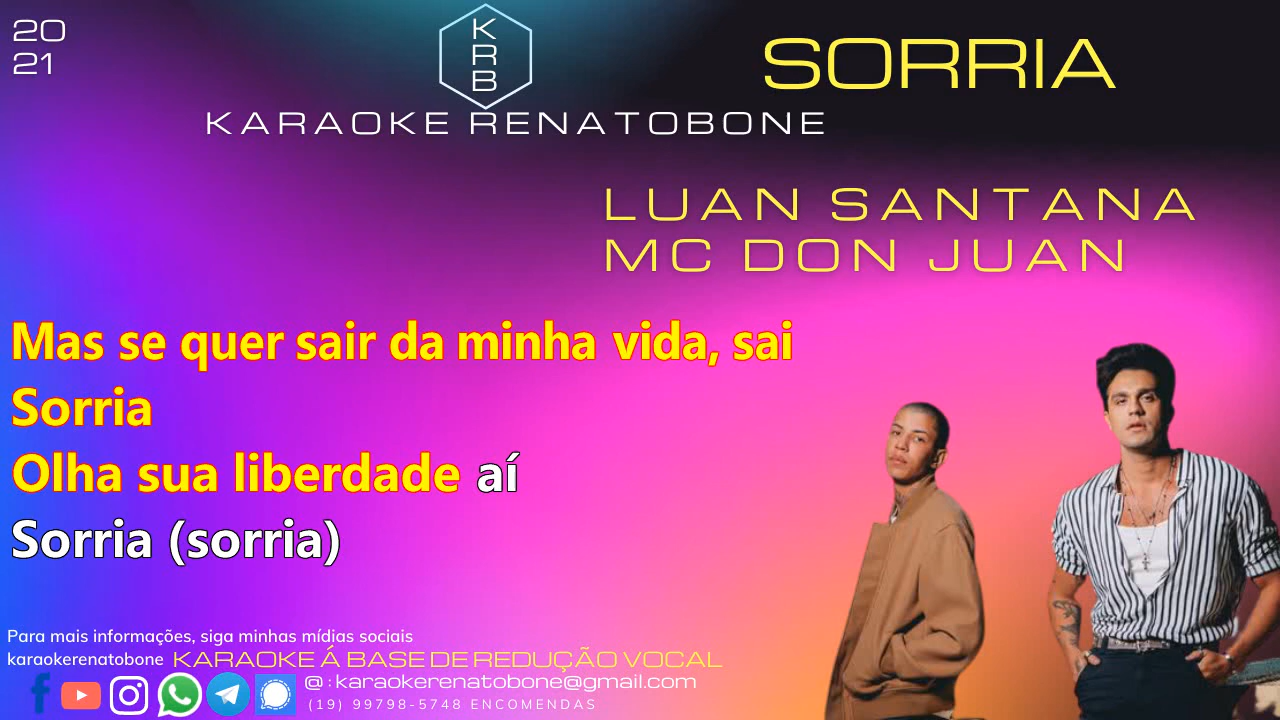 20
21
K
R
B
KARAOKE RENATOBONE
SORRIA
LUAN SANTANA
MC DON JUAN
Mas se quer sair da minha vida, sai
Sorria
Olha sua liberdade aí
Sorria (sorria)
Para mais informações, siga minhas mídias sociais
karaokerenatobone KARAOKE Á BASE DE REDUÇÃO VOCAL
@ : karaokerenatobone@gmail.com
(19) 99798-5748 ENCOMENDAS